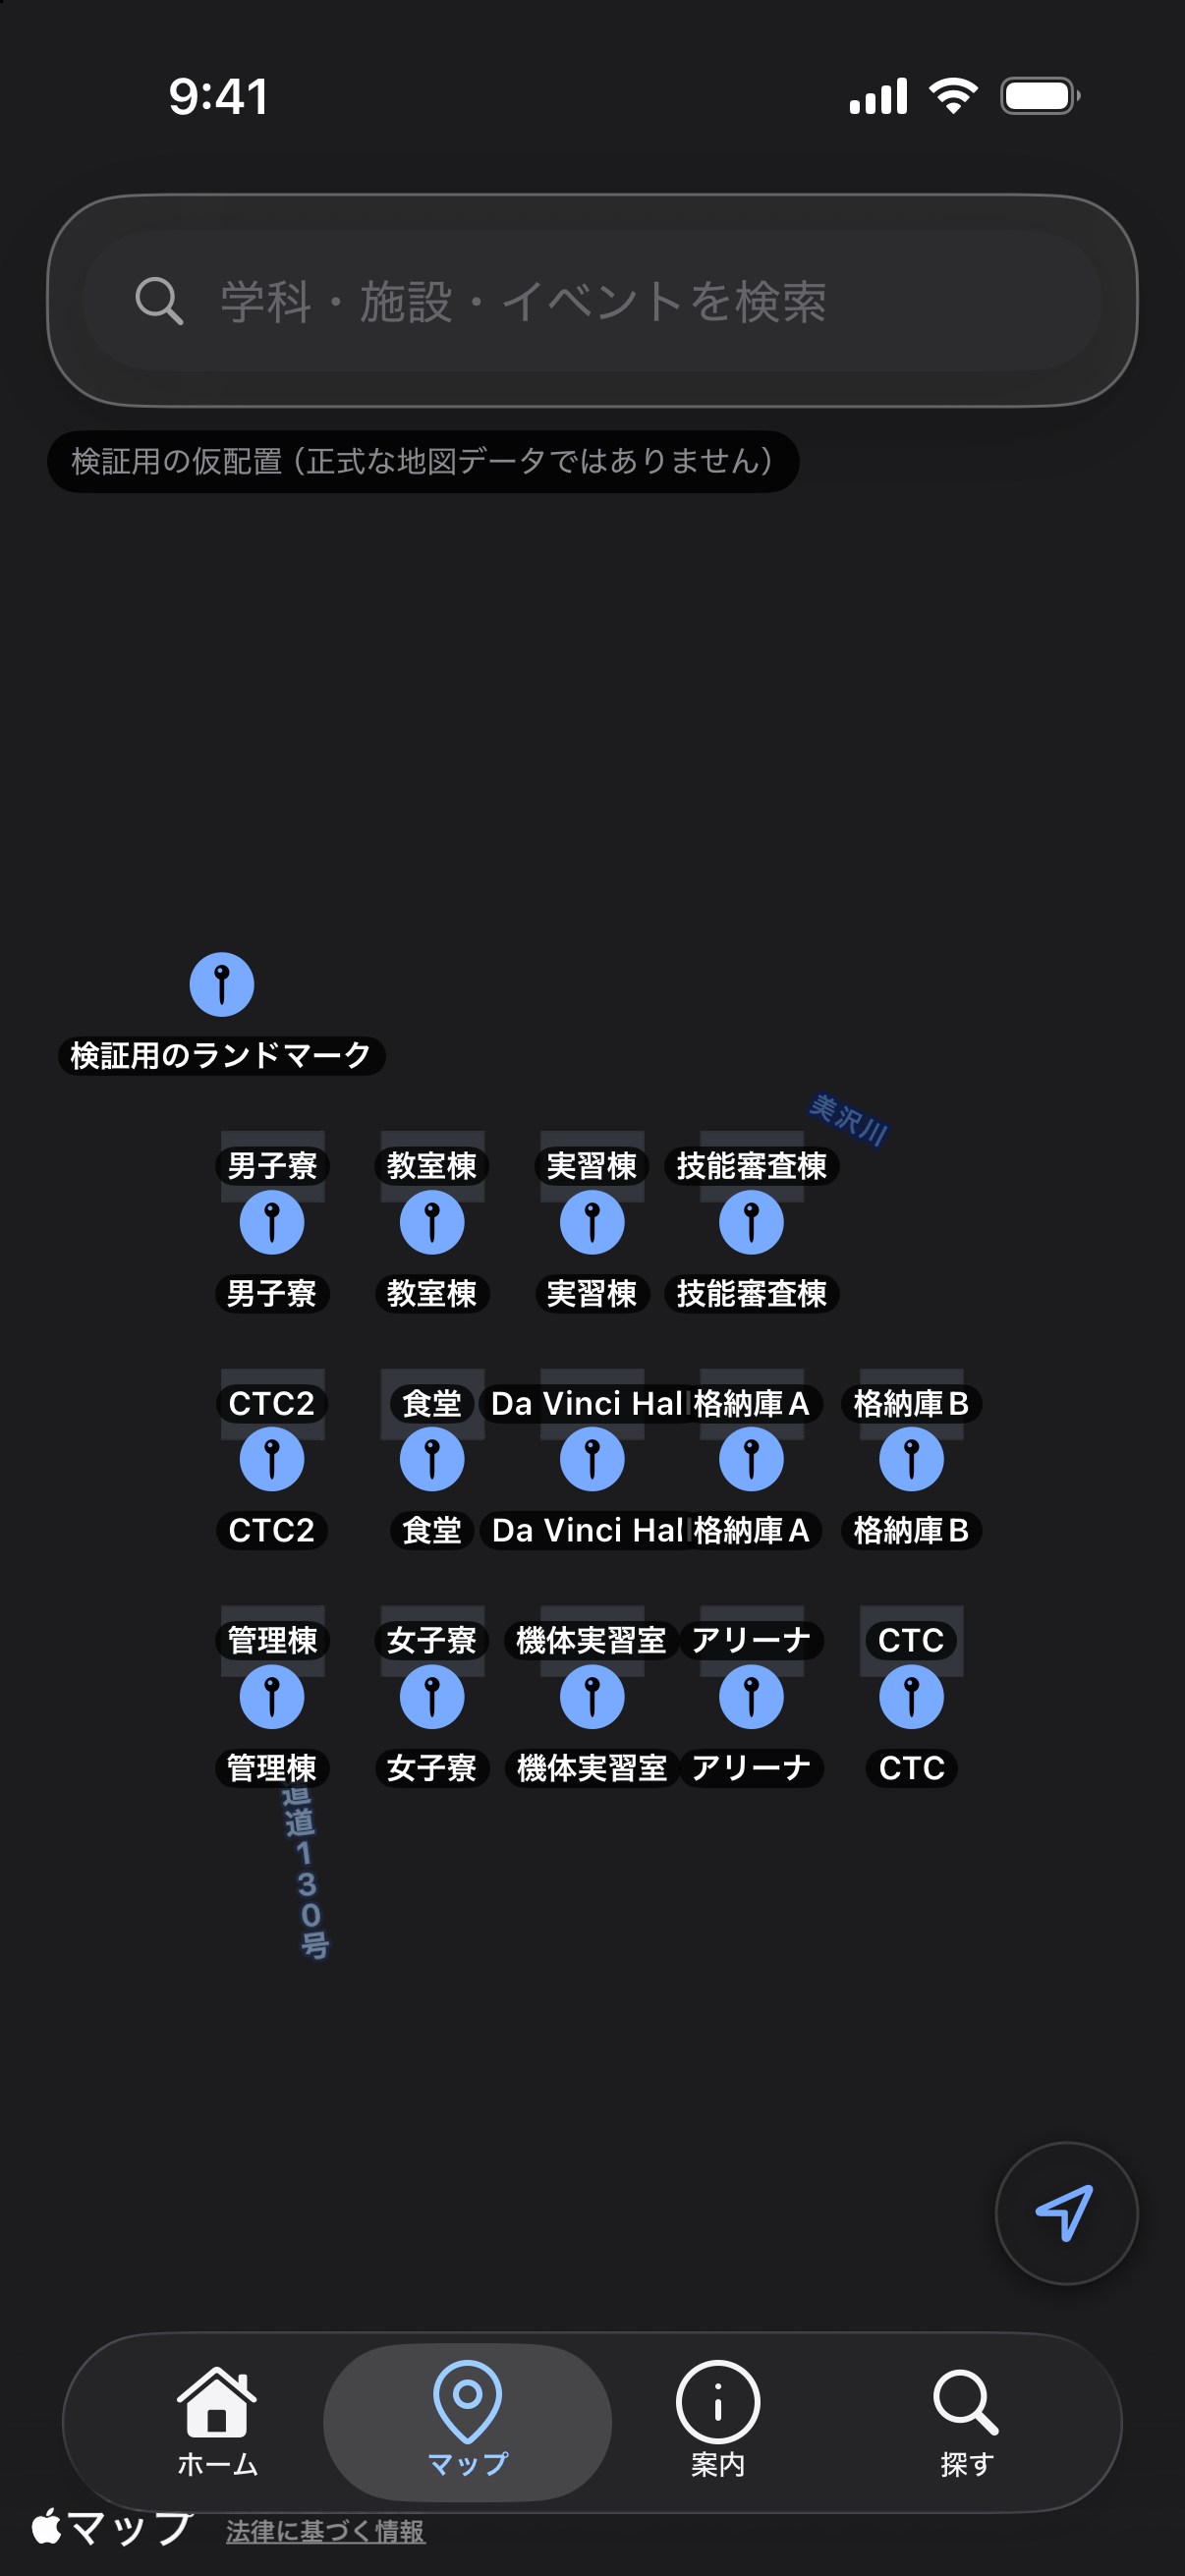 9:41
学科・施設・イベントを検索
検証用の仮配置（正式な地図データではありません）
検証用のランドマーク
美沢川
男子寮 教室棟 実習棟 技能審査棟
男子寮 教室棟 実習棟 技能審査棟
CTC2 食堂 Da Vinci Hall 格納庫A 格納庫B
CTC2 食堂 Da Vinci Hall 格納庫A 格納庫B
管理棟 女子寮 機体実習室 アリーナ CTC
管理棟 女子寮 機体実習室 アリーナ CTC
道道130号
ホーム マップ 案内 探す
マップ 法律に基づく情報